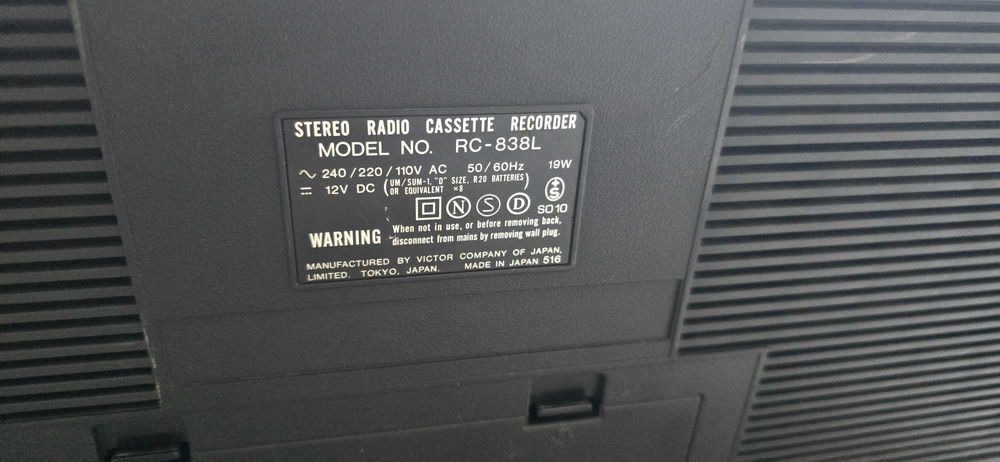 STEREO RADIO CASSETTE RECORDER
MODEL NO. RC-838L
240/220/110V AC 50/60Hz 19W
12V DC (UM/SUM-1, "D" SIZE, R20 BATTERIES)
(OR EQUIVALENT ×8)
N S D S
SO10
WARNING When not in use, or before removing back,
disconnect from mains by removing wall plug.
MANUFACTURED BY VICTOR COMPANY OF JAPAN,
LIMITED. TOKYO, JAPAN. MADE IN JAPAN 516